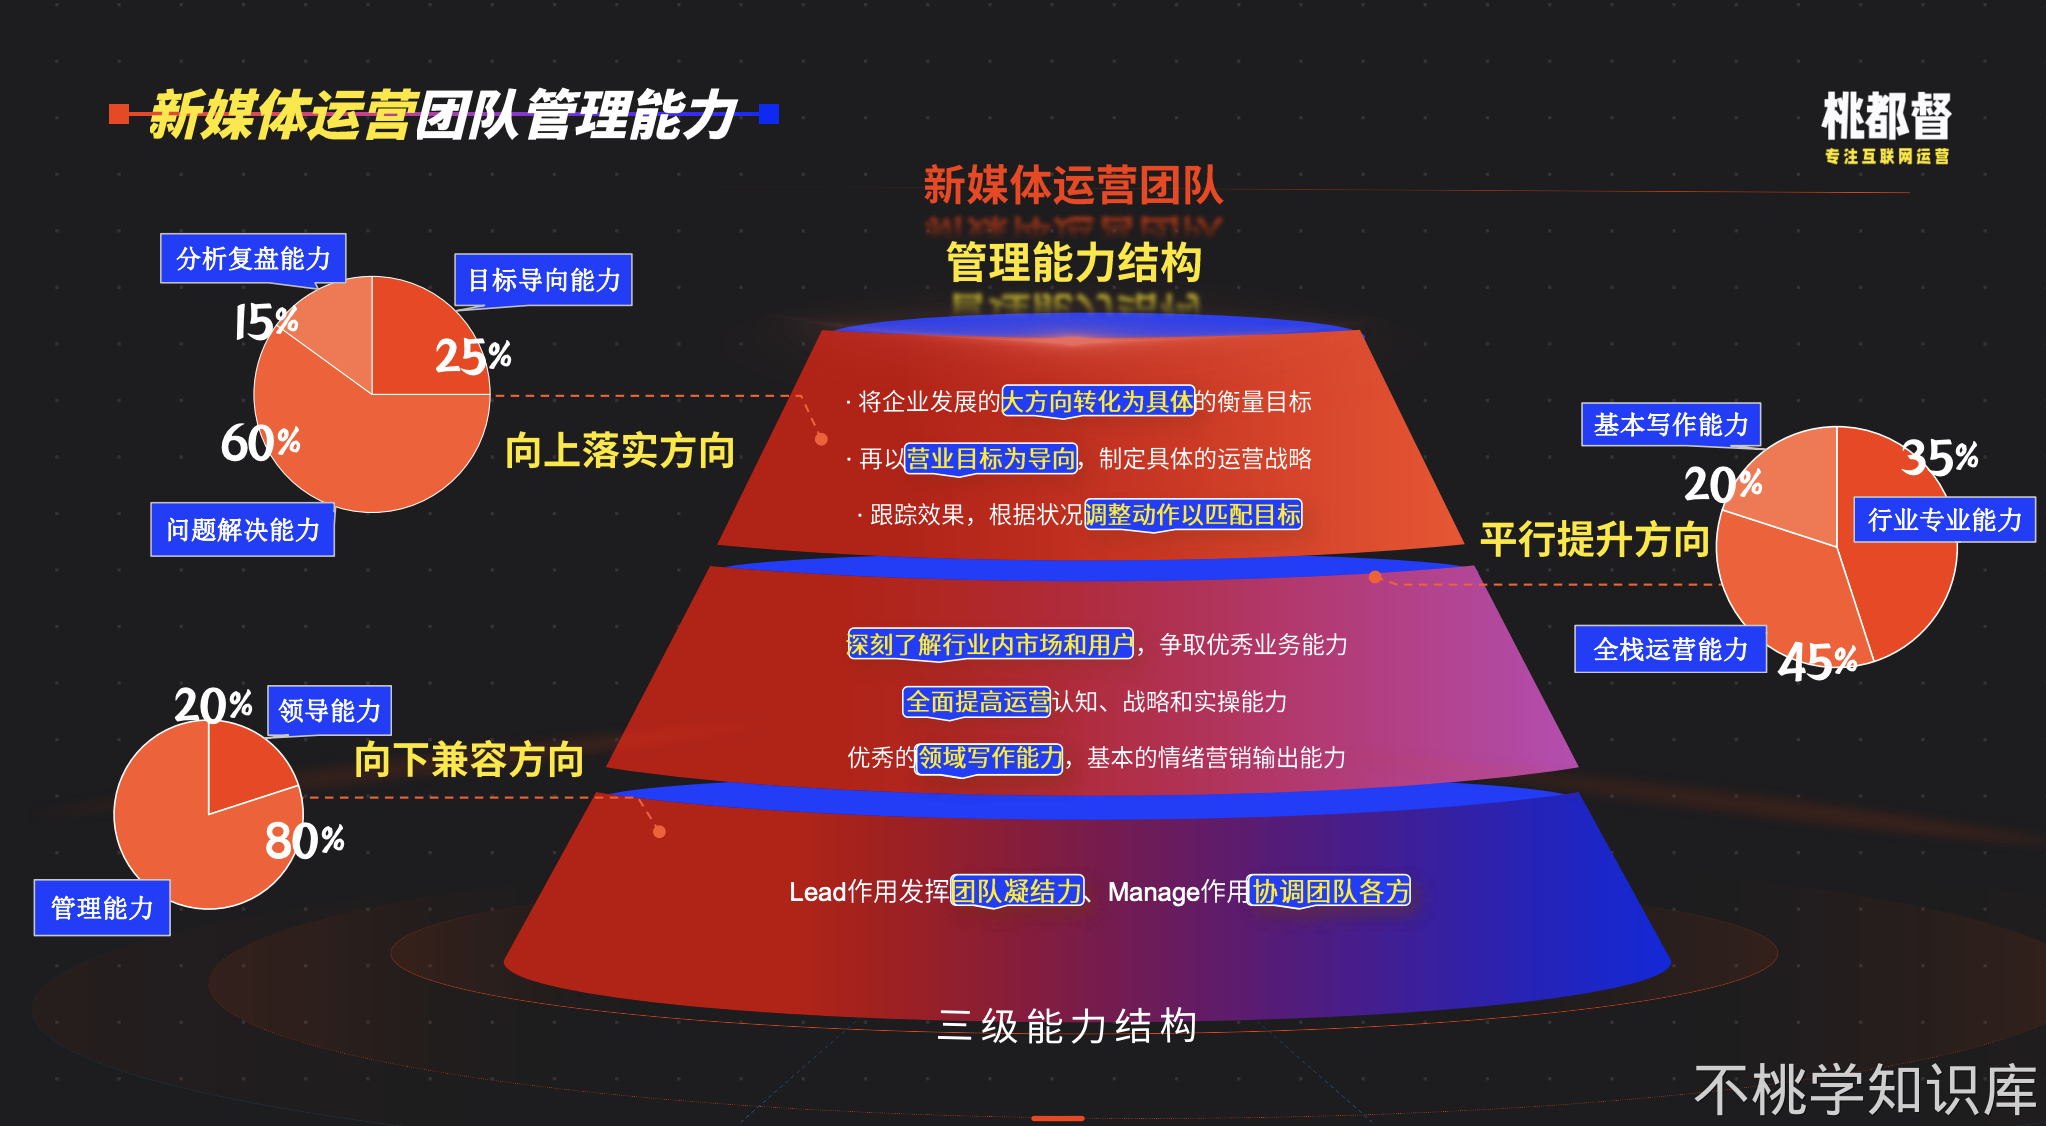 新媒体运营团队管理能力
桃都督
专注互联网运营
新媒体运营团队
管理能力结构
分析复盘能力
目标导向能力
15%
25%
60%
问题解决能力
向上落实方向
· 将企业发展的大方向转化为具体的衡量目标
· 再以营业目标为导向，制定具体的运营战略
· 跟踪效果，根据状况调整动作以匹配目标
基本写作能力
35%
20%
行业专业能力
平行提升方向
全栈运营能力
45%
深刻了解行业内市场和用户，争取优秀业务能力
全面提高运营认知、战略和实操能力
优秀的领域写作能力，基本的情绪营销输出能力
20%
领导能力
向下兼容方向
80%
管理能力
Lead作用发挥团队凝结力、Manage作用协调团队各方
三级能力结构
不桃学知识库